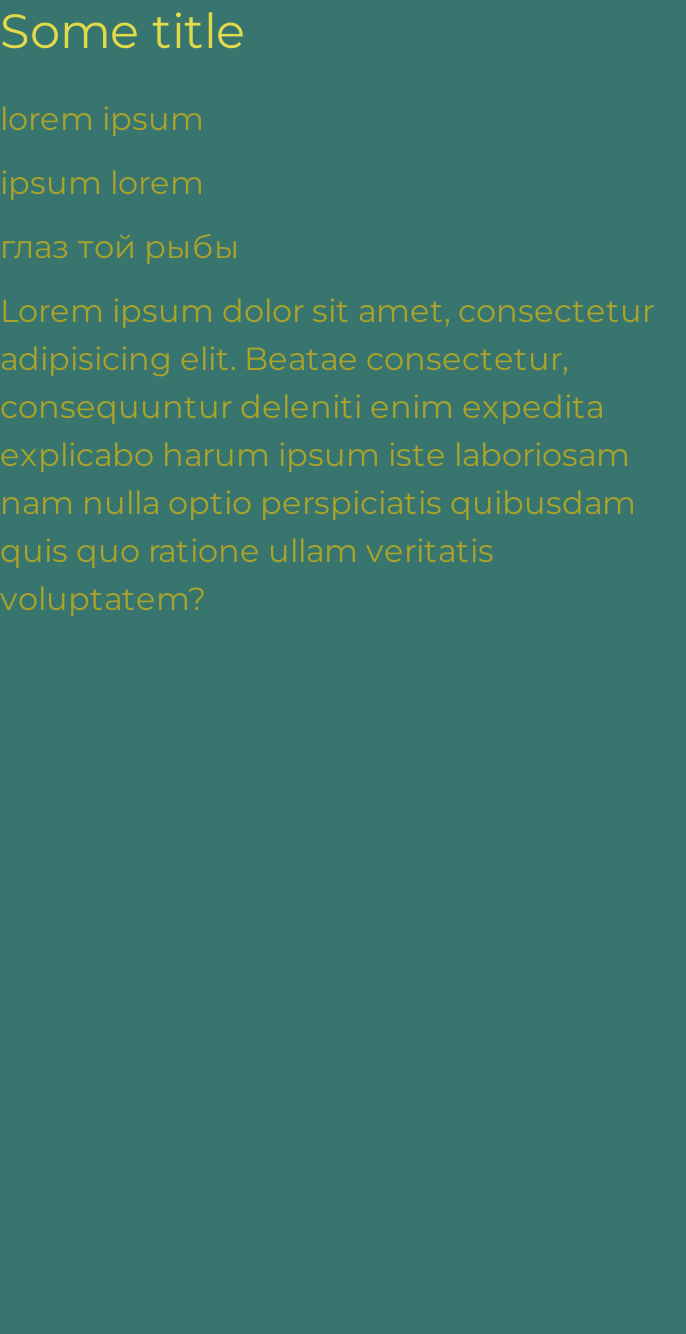 Some title
lorem ipsum
ipsum lorem
глаз той рыбы
Lorem ipsum dolor sit amet, consectetur
adipisicing elit. Beatae consectetur,
consequuntur deleniti enim expedita
explicabo harum ipsum iste laboriosam
nam nulla optio perspiciatis quibusdam
quis quo ratione ullam veritatis
voluptatem?